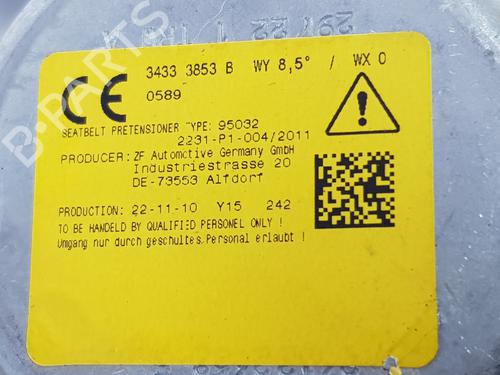 3433 3853 B WY 8,5° / WX 0
CE
0589
SEATBELT PRETENSIONER TYPE: 95032
2231-P1-004/2011
PRODUCER: ZF Automotive Germany GmbH
Industriestrasse 20
DE-73553 Alfdorf
PRODUCTION: 22-11-10 Y15 242
TO BE HANDELD BY QUALIFIED PERSONEL ONLY !
Umgang nur durch geschultes Personal erlaubt !
B-PARTS